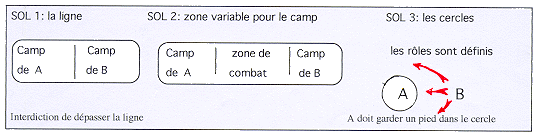 SOL 1: la ligne
SOL 2: zone variable pour le camp
SOL 3: les cercles
Camp de A
Camp de B
Camp de A
zone de combat
Camp de B
les rôles sont définis
A
B
Interdiction de dépasser la ligne
A doit garder un pied dans le cercle